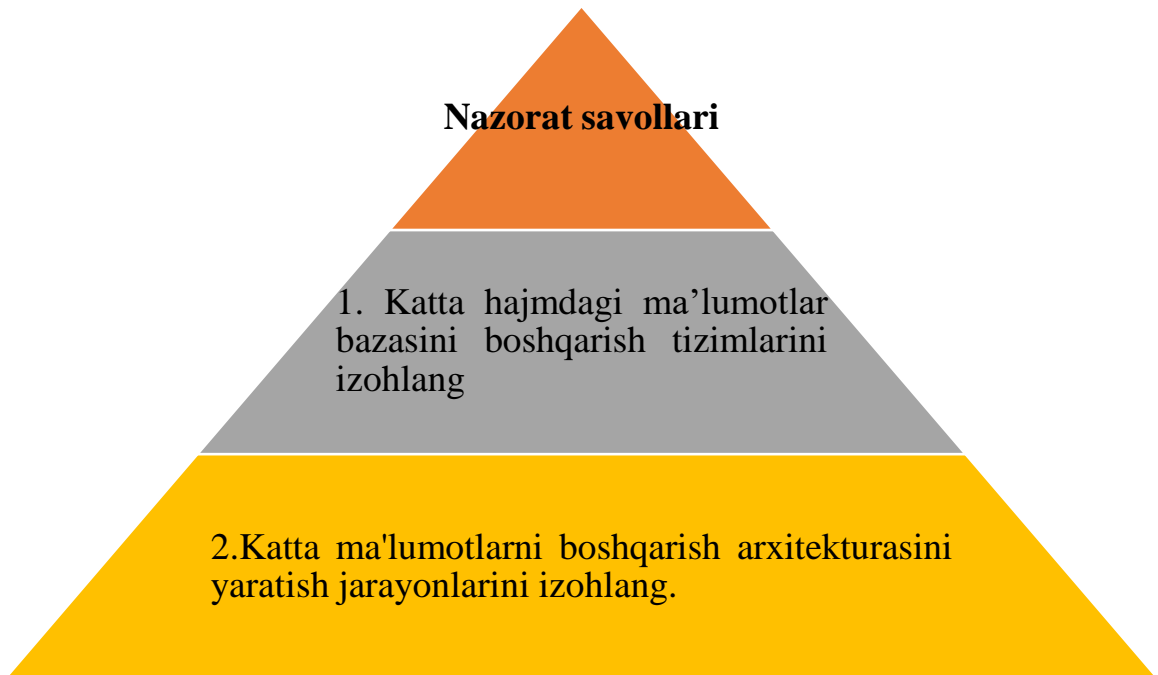 Nazorat savollari
1. Katta hajmdagi ma’lumotlar
bazasini boshqarish tizimlarini
izohlang
2.Katta ma'lumotlarni boshqarish arxitekturasini
yaratish jarayonlarini izohlang.